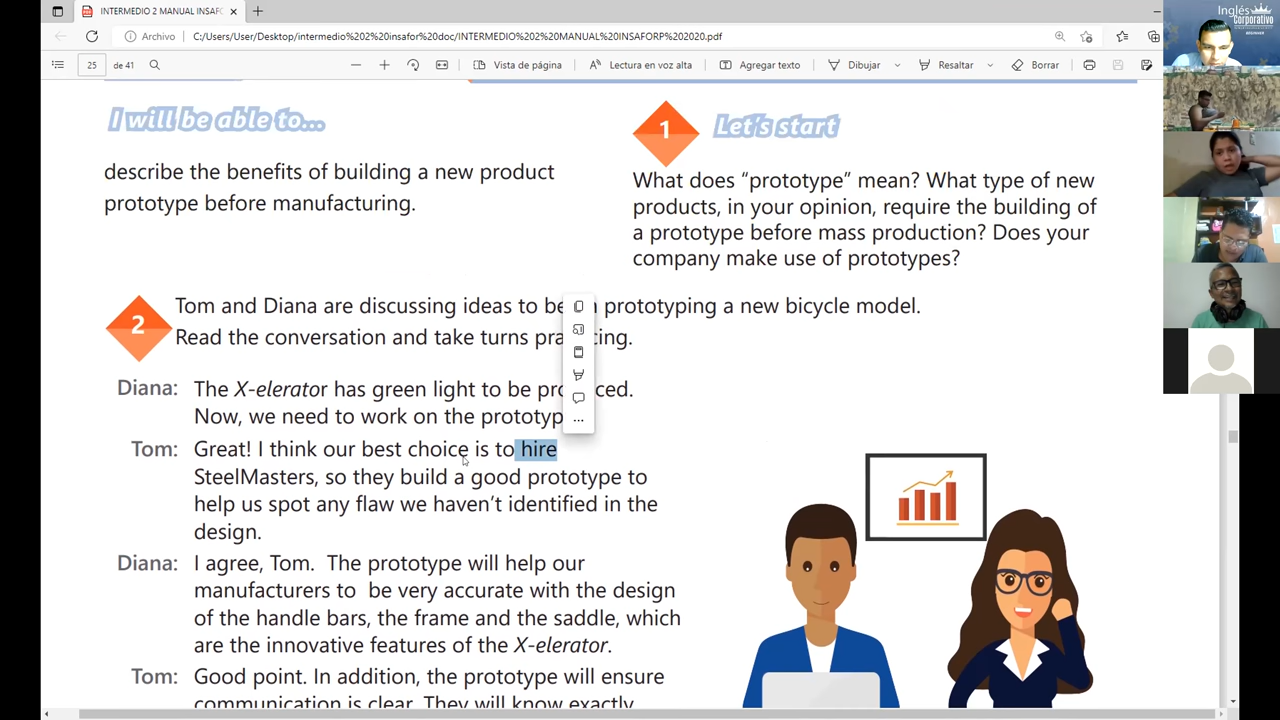 INTERMEDIO 2 MANUAL INSAFOR
Archivo
C:/Users/User/Desktop/intermedio%202%20insafor%20doc/INTERMEDIO%202%20MANUAL%20INSAFORP%202020.pdf
25
de 41
Vista de página
Lectura en voz alta
Agregar texto
Dibujar
Resaltar
Borrar
Inglés
Corporativo
I will be able to...
describe the benefits of building a new product
prototype before manufacturing.
1
Let's start
What does “prototype” mean? What type of new
products, in your opinion, require the building of
a prototype before mass production? Does your
company make use of prototypes?
2
Tom and Diana are discussing ideas to be prototyping a new bicycle model.
Read the conversation and take turns pra cing.
Diana:
The X-elerator has green light to be pro ced.
Now, we need to work on the prototyp
Tom:
Great! I think our best choice is to hire
SteelMasters, so they build a good prototype to
help us spot any flaw we haven’t identified in the
design.
Diana:
I agree, Tom. The prototype will help our
manufacturers to be very accurate with the design
of the handle bars, the frame and the saddle, which
are the innovative features of the X-elerator.
Tom:
Good point. In addition, the prototype will ensure
communication is clear. They will know exactly